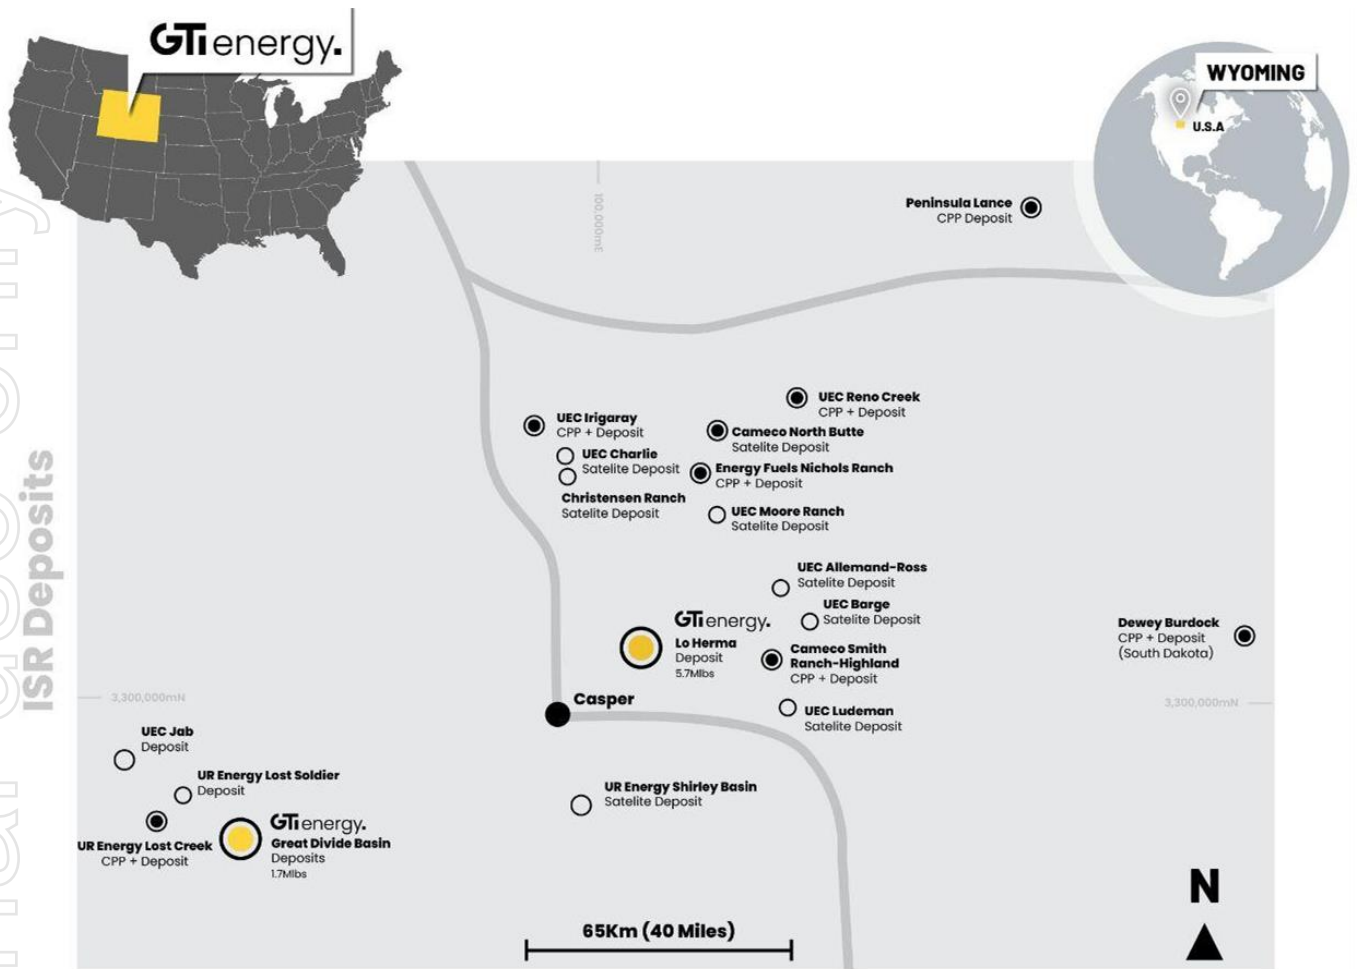 GTi energy.
WYOMING
U.S.A
100,000mE
Peninsula Lance
CPP Deposit
UEC Reno Creek
CPP + Deposit
UEC Irigaray
CPP + Deposit
Cameco North Butte
Satelite Deposit
UEC Charlie
Satelite Deposit
Energy Fuels Nichols Ranch
CPP + Deposit
Christensen Ranch
Satelite Deposit
UEC Moore Ranch
Satelite Deposit
UEC Allemand-Ross
Satelite Deposit
UEC Barge
Satelite Deposit
GTi energy.
Lo Herma
Deposit
5.7Mlbs
Cameco Smith
Ranch-Highland
CPP + Deposit
Dewey Burdock
CPP + Deposit
(South Dakota)
ISR Deposits
3,300,000mN
Casper
3,300,000mN
UEC Ludeman
Satelite Deposit
UEC Jab
Deposit
UR Energy Lost Soldier
Deposit
UR Energy Shirley Basin
Satelite Deposit
UR Energy Lost Creek
CPP + Deposit
GTi energy.
Great Divide Basin
Deposits
1.7Mlbs
65Km (40 Miles)
N